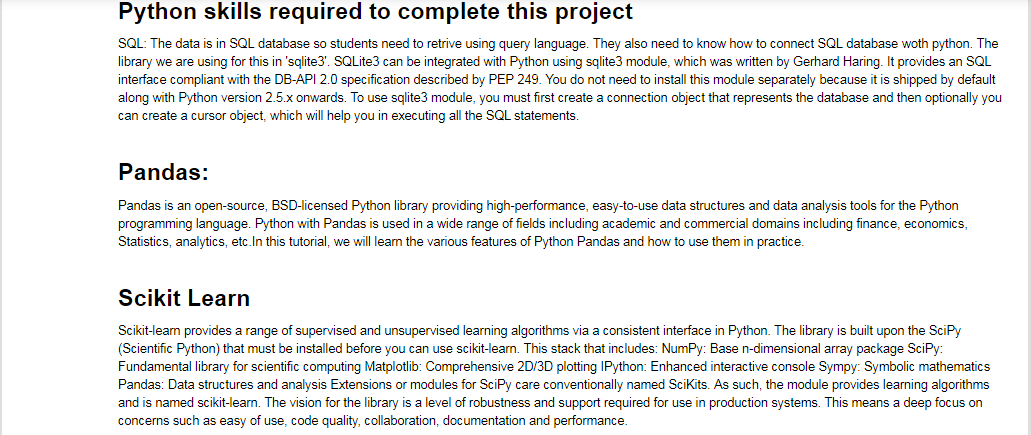 Python skills required to complete this project
SQL: The data is in SQL database so students need to retrive using query language. They also need to know how to connect SQL database woth python. The
library we are using for this in 'sqlite3'. SQLite3 can be integrated with Python using sqlite3 module, which was written by Gerhard Haring. It provides an SQL
interface compliant with the DB-API 2.0 specification described by PEP 249. You do not need to install this module separately because it is shipped by default
along with Python version 2.5.x onwards. To use sqlite3 module, you must first create a connection object that represents the database and then optionally you
can create a cursor object, which will help you in executing all the SQL statements.
Pandas:
Pandas is an open-source, BSD-licensed Python library providing high-performance, easy-to-use data structures and data analysis tools for the Python
programming language. Python with Pandas is used in a wide range of fields including academic and commercial domains including finance, economics,
Statistics, analytics, etc.In this tutorial, we will learn the various features of Python Pandas and how to use them in practice.
Scikit Learn
Scikit-learn provides a range of supervised and unsupervised learning algorithms via a consistent interface in Python. The library is built upon the SciPy
(Scientific Python) that must be installed before you can use scikit-learn. This stack that includes: NumPy: Base n-dimensional array package SciPy:
Fundamental library for scientific computing Matplotlib: Comprehensive 2D/3D plotting IPython: Enhanced interactive console Sympy: Symbolic mathematics
Pandas: Data structures and analysis Extensions or modules for SciPy care conventionally named SciKits. As such, the module provides learning algorithms
and is named scikit-learn. The vision for the library is a level of robustness and support required for use in production systems. This means a deep focus on
concerns such as easy of use, code quality, collaboration, documentation and performance.